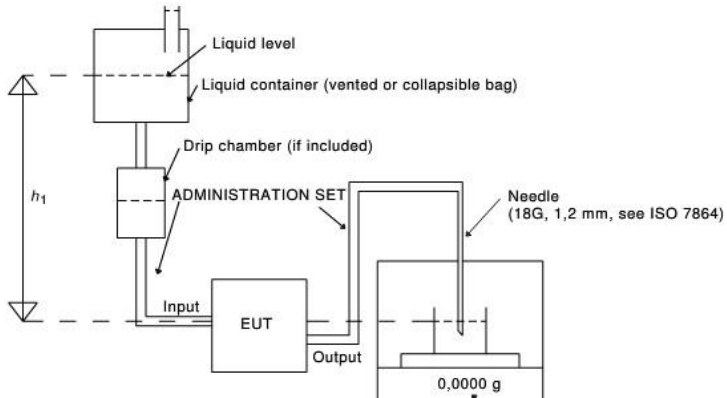 Liquid level
Liquid container (vented or collapsible bag)
Drip chamber (if included)
h1
ADMINISTRATION SET
Needle
(18G, 1,2 mm, see ISO 7864)
Input
EUT
Output
0,0000 g